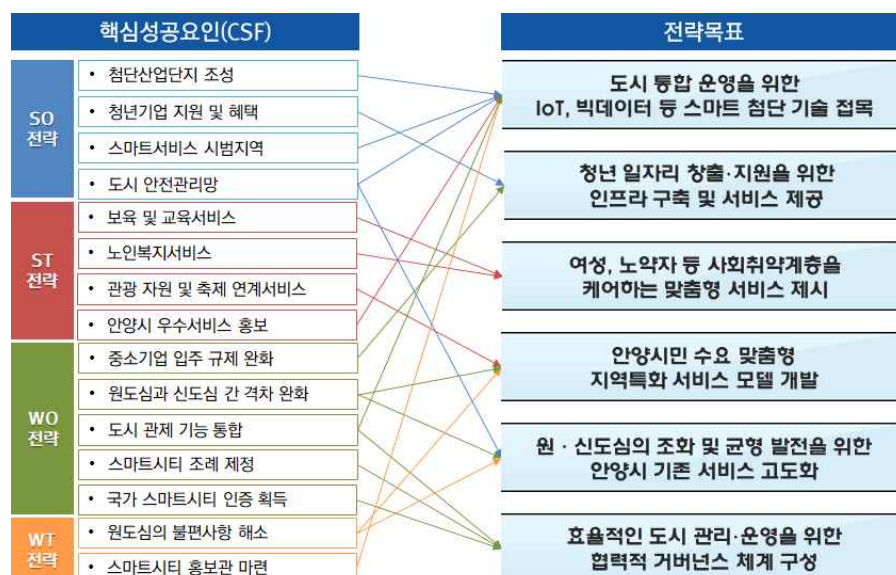 핵심성공요인(CSF)
SO
전략
• 첨단산업단지 조성
• 청년기업 지원 및 혜택
• 스마트서비스 시범지역
• 도시 안전관리망
ST
전략
• 보육 및 교육서비스
• 노인복지서비스
• 관광 자원 및 축제 연계서비스
• 안양시 우수서비스 홍보
WO
전략
• 중소기업 입주 규제 완화
• 원도심과 신도심 간 격차 완화
• 도시 관제 기능 통합
• 스마트시티 조례 제정
• 국가 스마트시티 인증 획득
WT
전략
• 원도심의 불편사항 해소
• 스마트시티 홍보관 마련
전략목표
도시 통합 운영을 위한
IoT, 빅데이터 등 스마트 첨단 기술 접목
청년 일자리 창출·지원을 위한
인프라 구축 및 서비스 제공
여성, 노약자 등 사회취약계층을
케어하는 맞춤형 서비스 제시
안양시민 수요 맞춤형
지역특화 서비스 모델 개발
원 · 신도심의 조화 및 균형 발전을 위한
안양시 기존 서비스 고도화
효율적인 도시 관리·운영을 위한
협력적 거버넌스 체계 구성